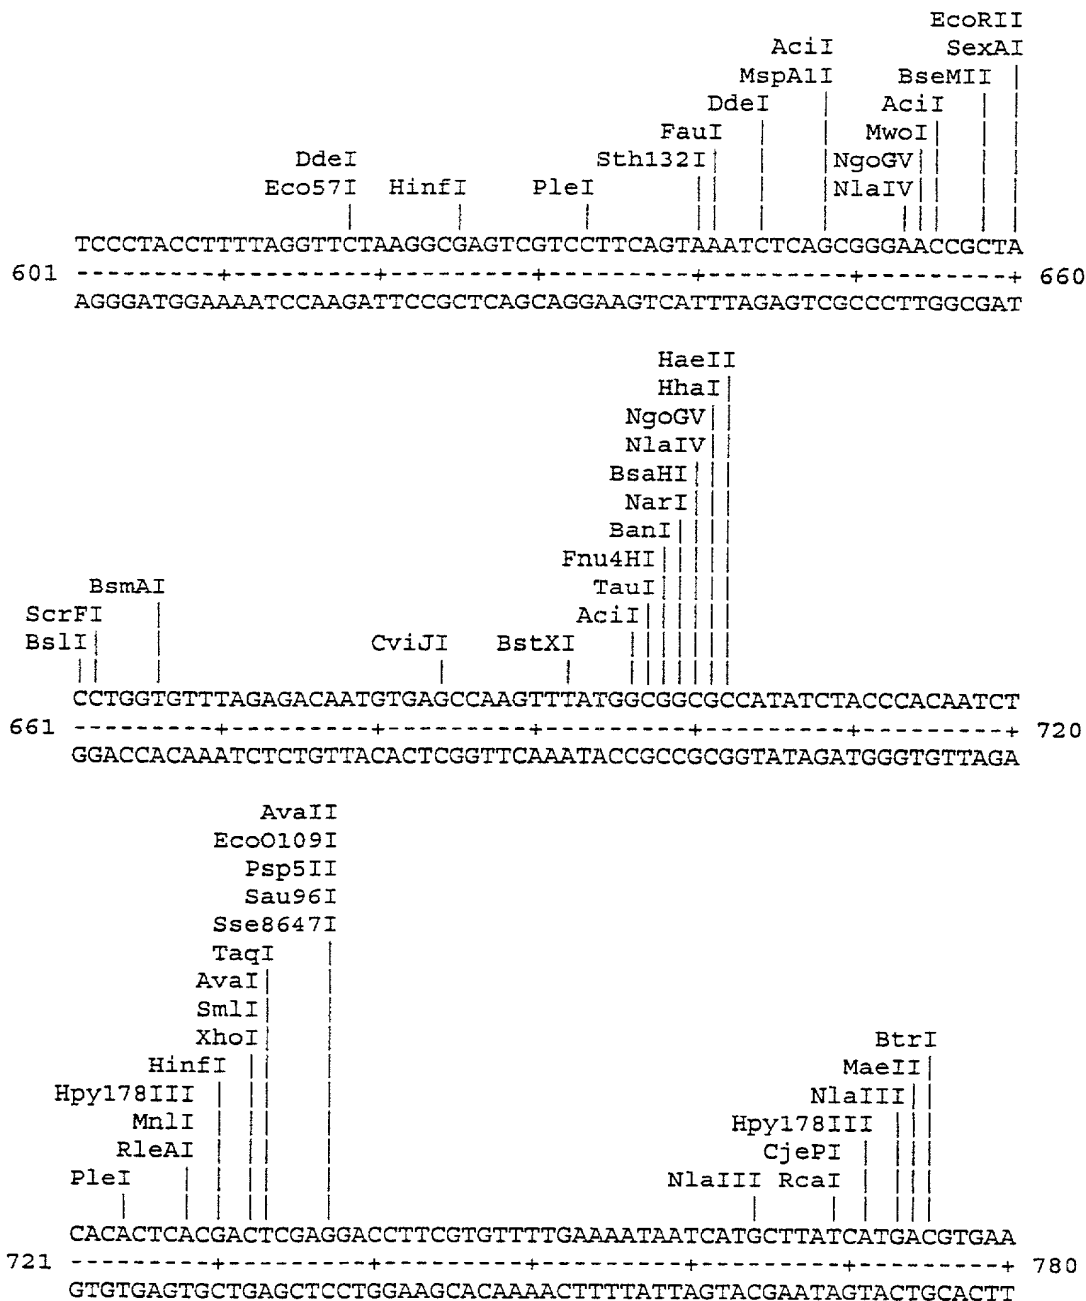 EcoRII
AciI SexAI
MspA1I BseMII
DdeI AciI
FauI MwoI
DdeI Sth132I NgoGV
Eco57I HinfI PleI NlaIV
TCCCTACCTTTTAGGTTCTAAGGCGAGTCGTCCTTCAGTAAATCTCAGCGGGAACCGCTA
601 ---------+---------+---------+---------+---------+---------+ 660
AGGGATGGAAAATCCAAGATTCCGCTCAGCAGGAAGTCATTTAGAGTCGCCCTTGGCGAT
HaeII
HhaI
NgoGV
NlaIV
BsaHI
NarI
BanI
Fnu4HI
BsmAI TauI
ScrFI AciI
BslI CviJI BstXI
CCTGGTGTTTAGAGACAATGTGAGCCAAGTTTATGGCGGCGCCATATCTACCCACAATCT
661 ---------+---------+---------+---------+---------+---------+ 720
GGACCACAAATCTCTGTTACACTCGGTTCAAATACCGCCGCGGTATAGATGGGTGTTAGA
AvaII
EcoO109I
Psp5II
Sau96I
Sse8647I
TaqI
AvaI
SmlI
XhoI BtrI
HinfI MaeII
Hpy178III NlaIII
MnlI Hpy178III
RleAI CjePI
PleI NlaIII RcaI
CACACTCACGACTCGAGGACCTTCGTGTTTTGAAAATAATCATGCTTATCATGACGTGAA
721 ---------+---------+---------+---------+---------+---------+ 780
GTGTGAGTGCTGAGCTCCTGGAAGCACAAAACTTTTATTAGTACGAATAGTACTGCACTT